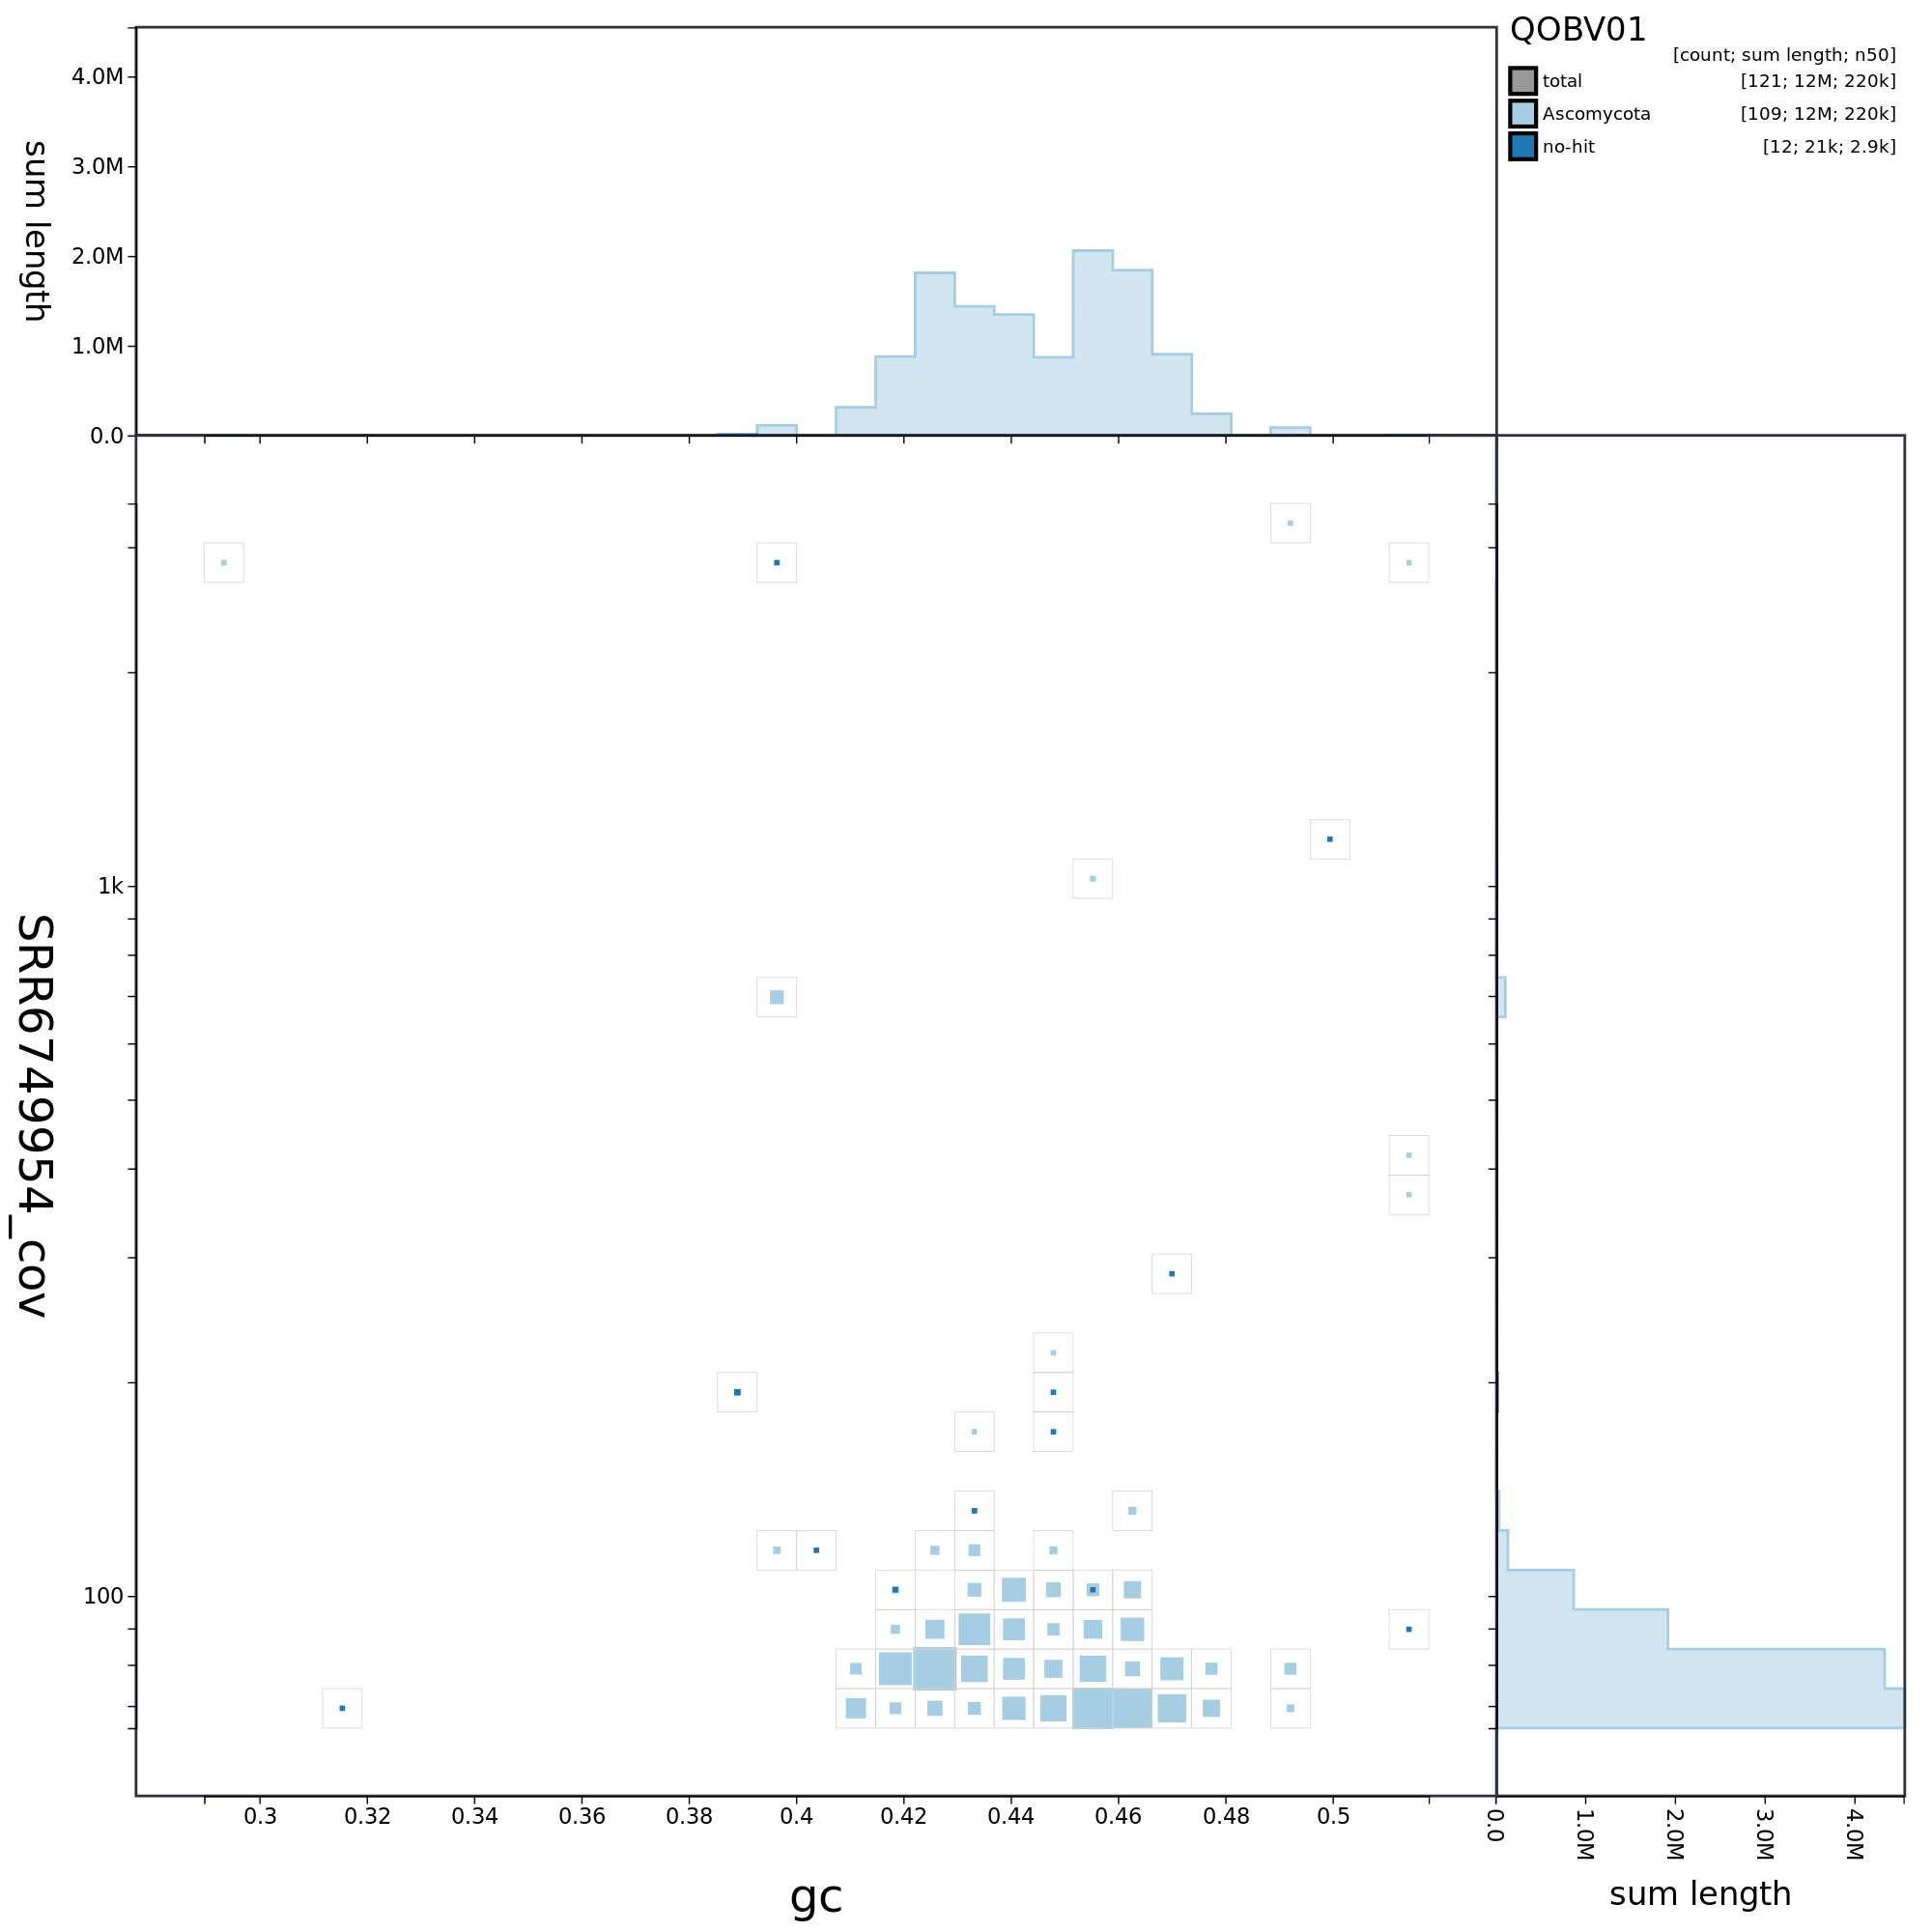 QOBV01
[count; sum length; n50]
total [121; 12M; 220k]
Ascomycota [109; 12M; 220k]
no-hit [12; 21k; 2.9k]
sum length
4.0M
3.0M
2.0M
1.0M
0.0
SRR6749954_cov
1k
100
0.3 0.32 0.34 0.36 0.38 0.4 0.42 0.44 0.46 0.48 0.5
gc
0.0 1.0M 2.0M 3.0M 4.0M
sum length